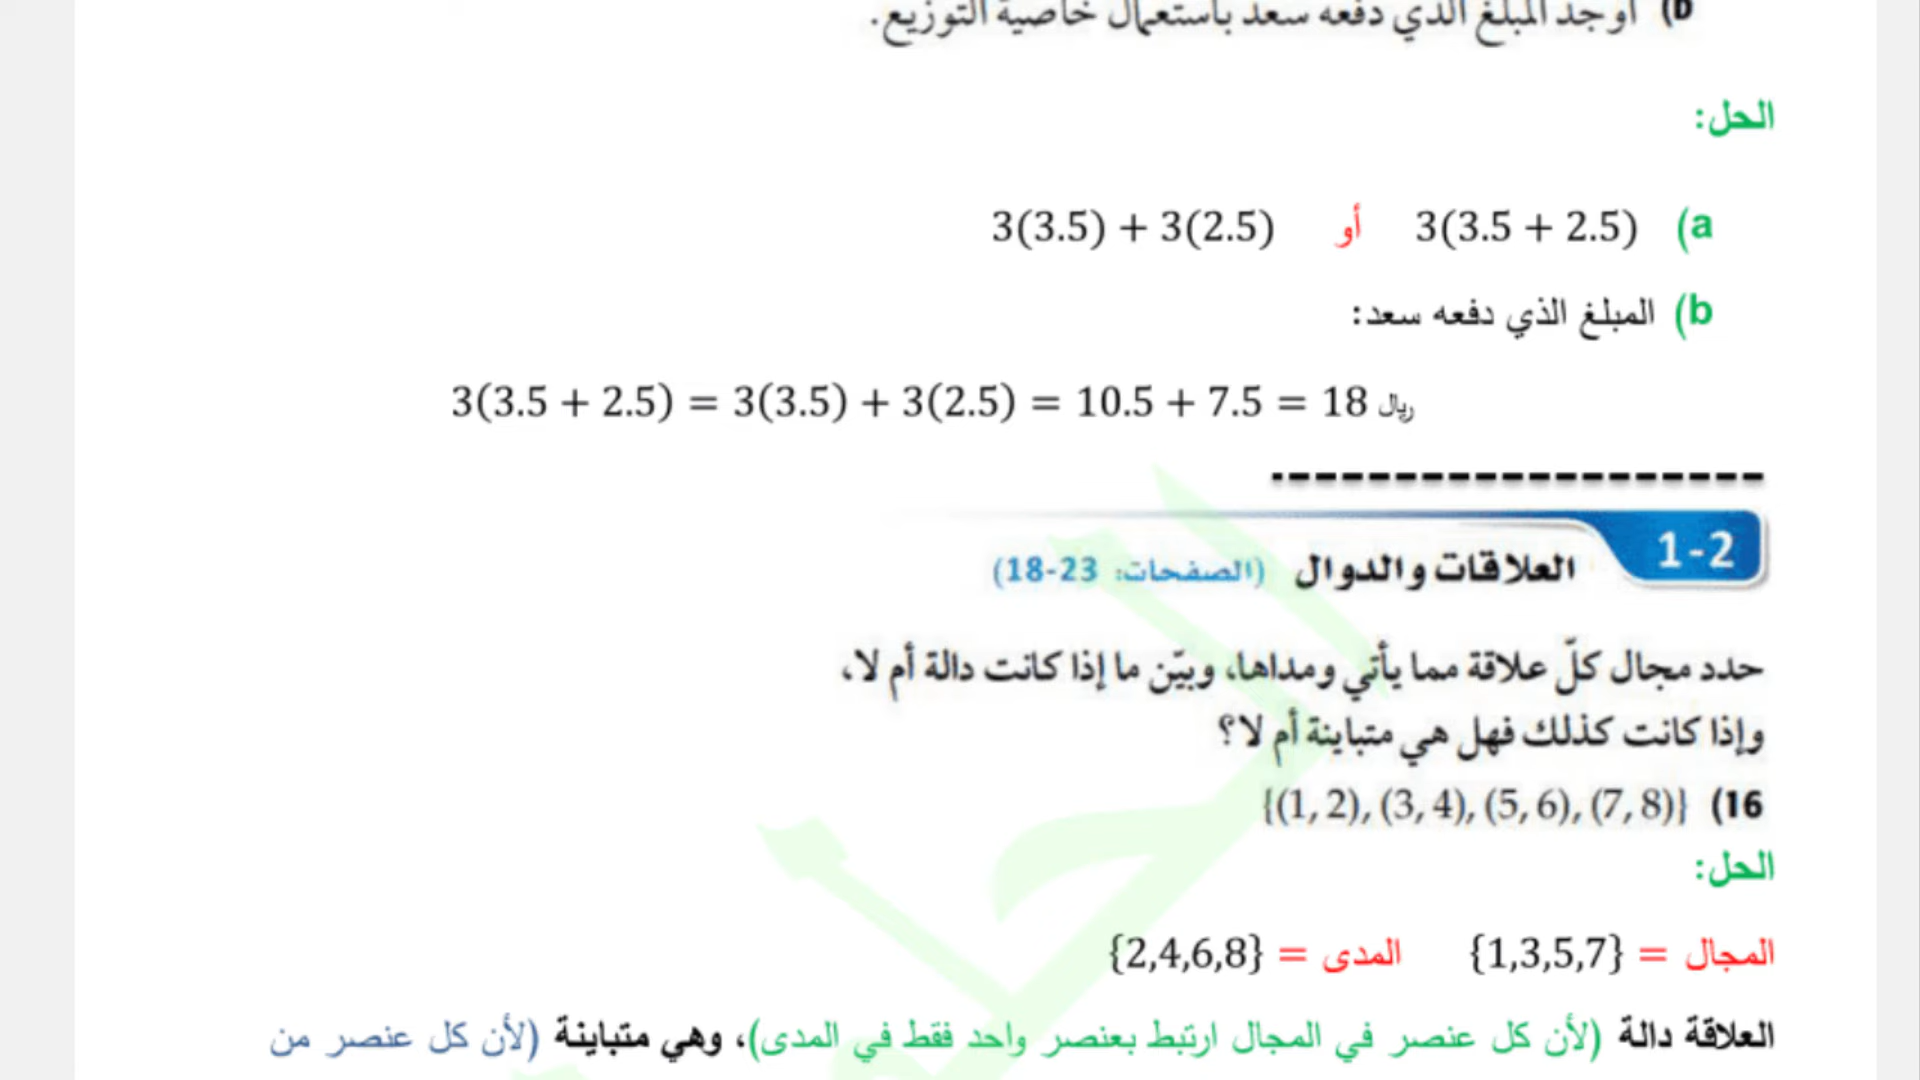 b) أوجد المبلغ الذي دفعه سعد باستعمال خاصية التوزيع.
الحل:
a) 3(3.5 + 2.5) أو 3(3.5) + 3(2.5)
b) المبلغ الذي دفعه سعد:
3(3.5 + 2.5) = 3(3.5) + 3(2.5) = 10.5 + 7.5 = 18 ريال
1-2 العلاقات والدوال (الصفحات: 23-18)
حدد مجال كلّ علاقة مما يأتي ومداها، وبيّن ما إذا كانت دالة أم لا،
وإذا كانت كذلك فهل هي متباينة أم لا؟
16) {(1, 2), (3, 4), (5, 6), (7, 8)}
الحل:
المجال = {1,3,5,7} المدى = {2,4,6,8}
العلاقة دالة (لأن كل عنصر في المجال ارتبط بعنصر واحد فقط في المدى)، وهي متباينة (لأن كل عنصر من